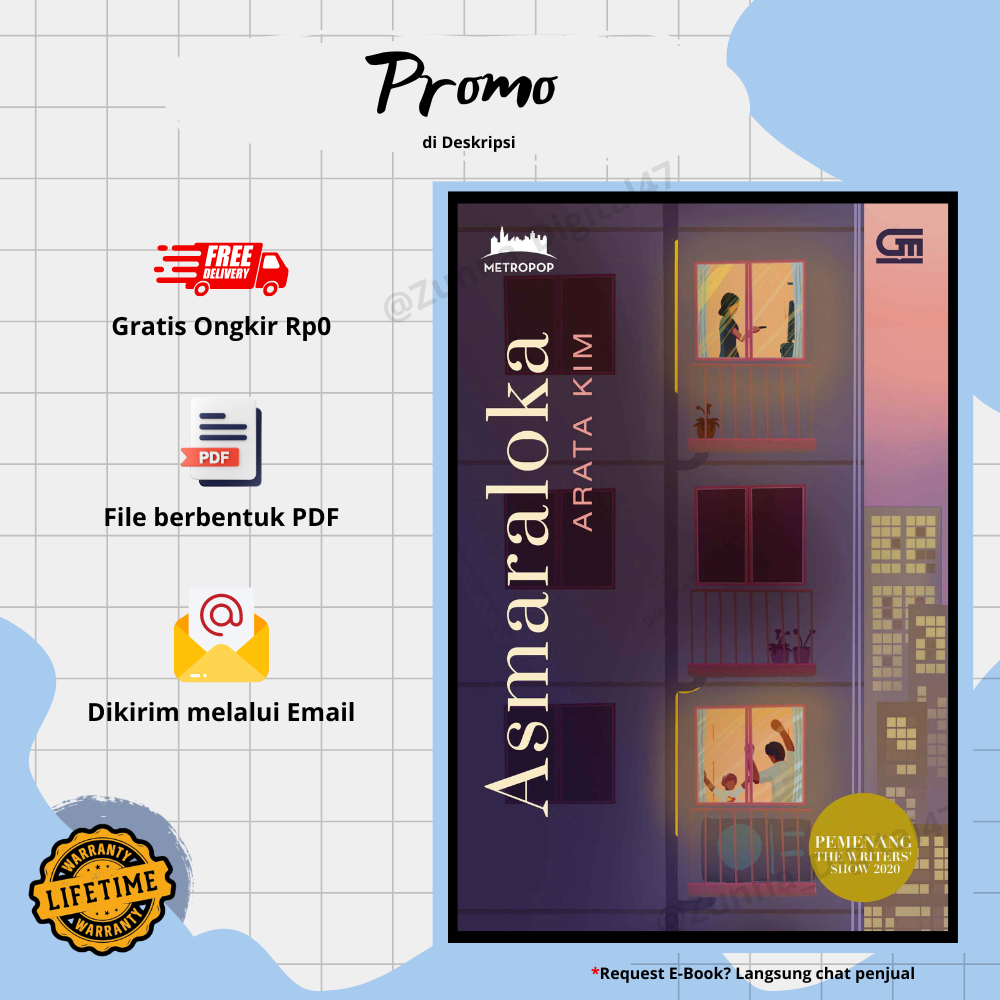 Promo
di Deskripsi
FREE
DELIVERY
Gratis Ongkir Rp0
PDF
File berbentuk PDF
@
Dikirim melalui Email
WARRANTY
LIFETIME
WARRANTY
METROPOP
GM
Asmaraloka
ARATA KIM
PEMENANG
THE WRITERS'
SHOW 2020
*Request E-Book? Langsung chat penjual